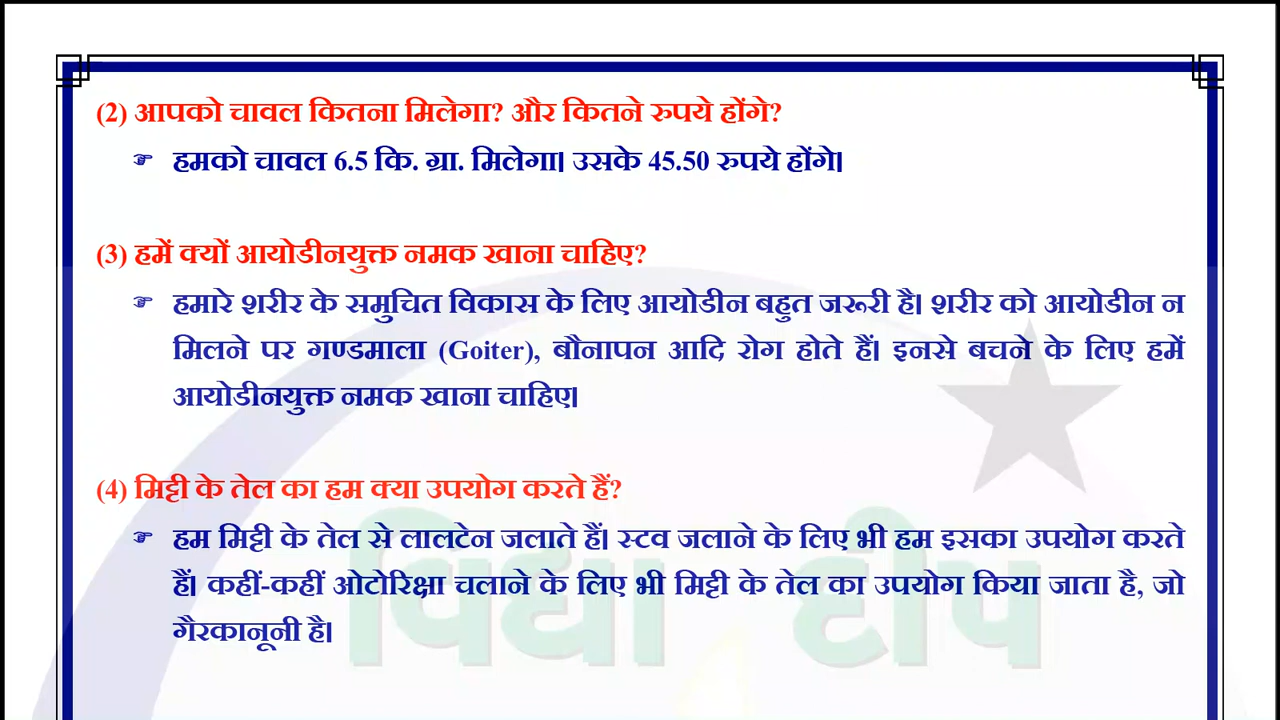 (2) आपको चावल कितना मिलेगा? और कितने रुपये होंगे?
☞ हमको चावल 6.5 कि. ग्रा. मिलेगा। उसके 45.50 रुपये होंगे।
(3) हमें क्यों आयोडीनयुक्त नमक खाना चाहिए?
☞ हमारे शरीर के समुचित विकास के लिए आयोडीन बहुत जरूरी है। शरीर को आयोडीन न
मिलने पर गण्डमाला (Goiter), बौनापन आदि रोग होते हैं। इनसे बचने के लिए हमें
आयोडीनयुक्त नमक खाना चाहिए।
(4) मिट्टी के तेल का हम क्या उपयोग करते हैं?
☞ हम मिट्टी के तेल से लालटेन जलाते हैं। स्टव जलाने के लिए भी हम इसका उपयोग करते
हैं। कहीं-कहीं ओटोरिक्षा चलाने के लिए भी मिट्टी के तेल का उपयोग किया जाता है, जो
गैरकानूनी है।
विद्या दीप